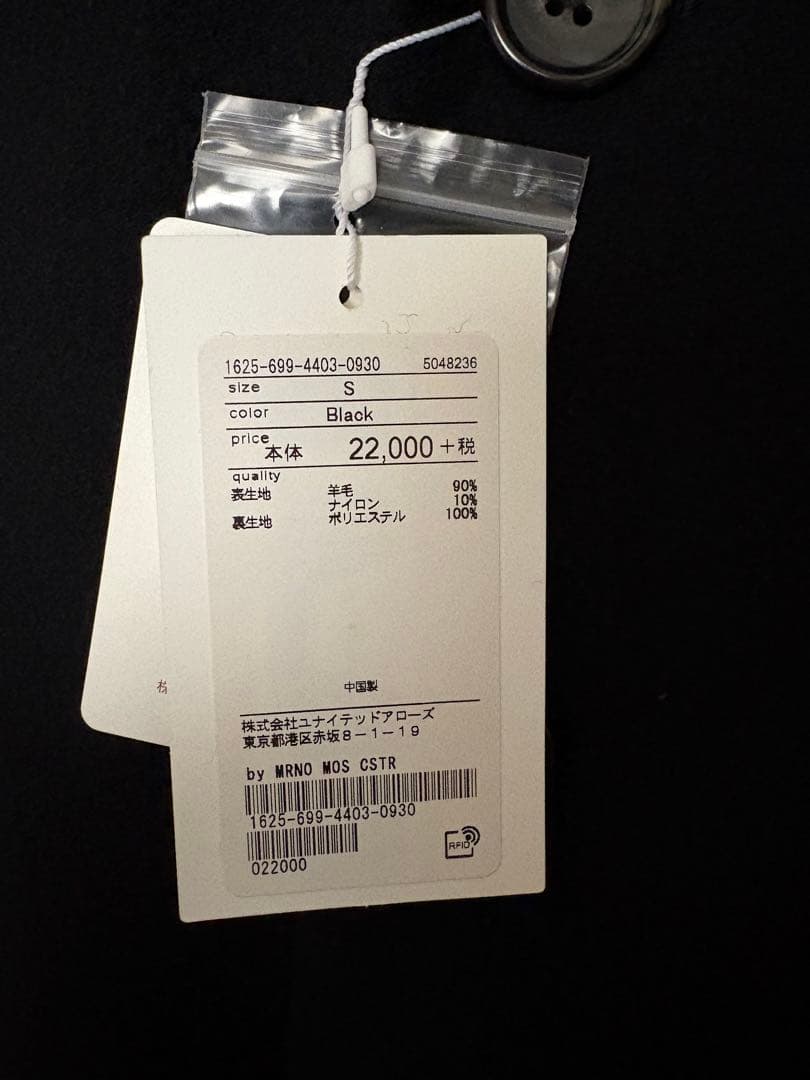 1625-699-4403-0930 5048236
size S
color Black
price 本体 22,000+税
quality
表生地 羊毛 90%
ナイロン 10%
裏生地 ポリエステル 100%
中国製
株式会社ユナイテッドアローズ
東京都港区赤坂8-1-19
by MRNO MOS CSTR
1625-699-4403-0930
RFID
022000